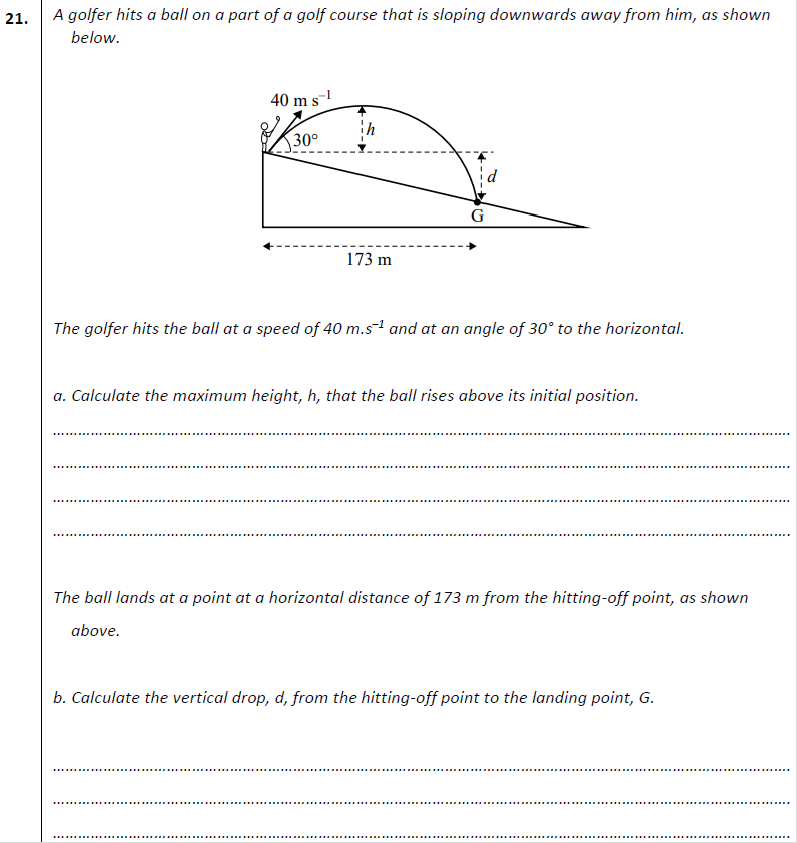 21. A golfer hits a ball on a part of a golf course that is sloping downwards away from him, as shown
below.
40 m s⁻¹
h
30°
d
G
173 m
The golfer hits the ball at a speed of 40 m.s⁻¹ and at an angle of 30° to the horizontal.
a. Calculate the maximum height, h, that the ball rises above its initial position.
The ball lands at a point at a horizontal distance of 173 m from the hitting-off point, as shown
above.
b. Calculate the vertical drop, d, from the hitting-off point to the landing point, G.